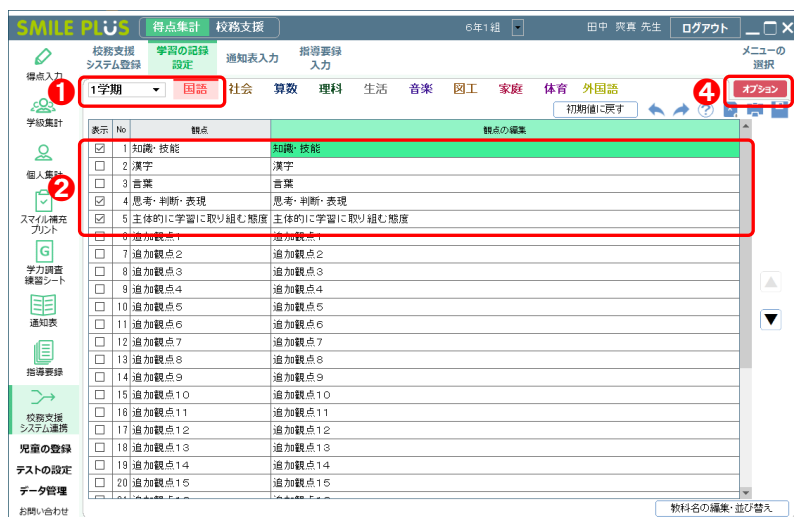 SMILE PLUS 得点集計 校務支援 6年1組 田中 爽真 先生 ログアウト
得点入力
校務支援
システム登録
学習の記録
設定
通知表入力
指導要録
入力
メニューの
選択
❶ 1学期 国語 社会 算数 理科 生活 音楽 図工 家庭 体育 外国語 ❹ オプション
初期値に戻す
学級集計
個人集計
❷
スマイル補充
プリント
学力調査
練習シート
通知表
指導要録
校務支援
システム連携
児童の登録
テストの設定
データ管理
お問い合わせ
表示 No 観点 観点の編集
1 知識・技能 知識・技能
2 漢字 漢字
3 言葉 言葉
4 思考・判断・表現 思考・判断・表現
5 主体的に学習に取り組む態度 主体的に学習に取り組む態度
6 追加観点1 追加観点1
7 追加観点2 追加観点2
8 追加観点3 追加観点3
9 追加観点4 追加観点4
10 追加観点5 追加観点5
11 追加観点6 追加観点6
12 追加観点7 追加観点7
13 追加観点8 追加観点8
14 追加観点9 追加観点9
15 追加観点10 追加観点10
16 追加観点11 追加観点11
17 追加観点12 追加観点12
18 追加観点13 追加観点13
19 追加観点14 追加観点14
20 追加観点15 追加観点15
教科名の編集・並び替え